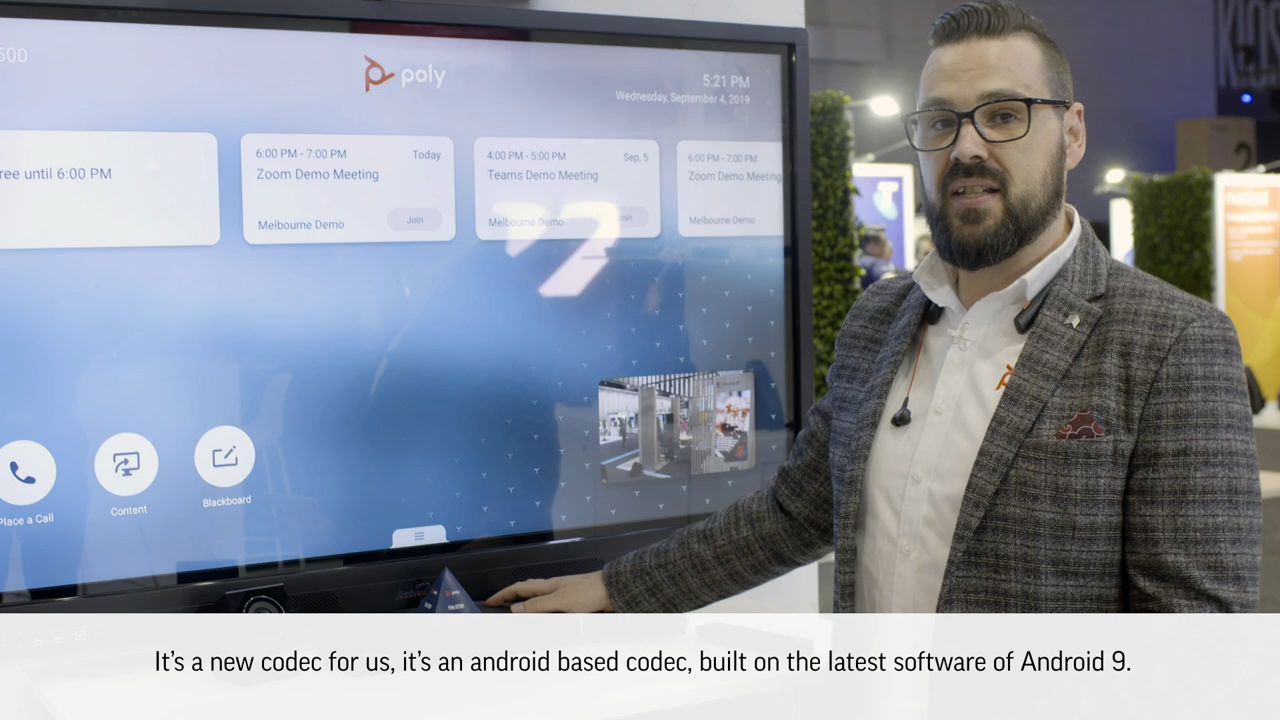 500
poly
5:21 PM
Wednesday, September 4, 2019
ree until 6:00 PM
6:00 PM - 7:00 PM
Today
Zoom Demo Meeting
Melbourne Demo
Join
4:00 PM - 5:00 PM
Sep, 5
Teams Demo Meeting
Melbourne Demo
Join
6:00 PM - 7:00 PM
Zoom Demo Meeting
Melbourne Demo
Place a Call
Content
Blackboard
2
It's a new codec for us, it's an android based codec, built on the latest software of Android 9.